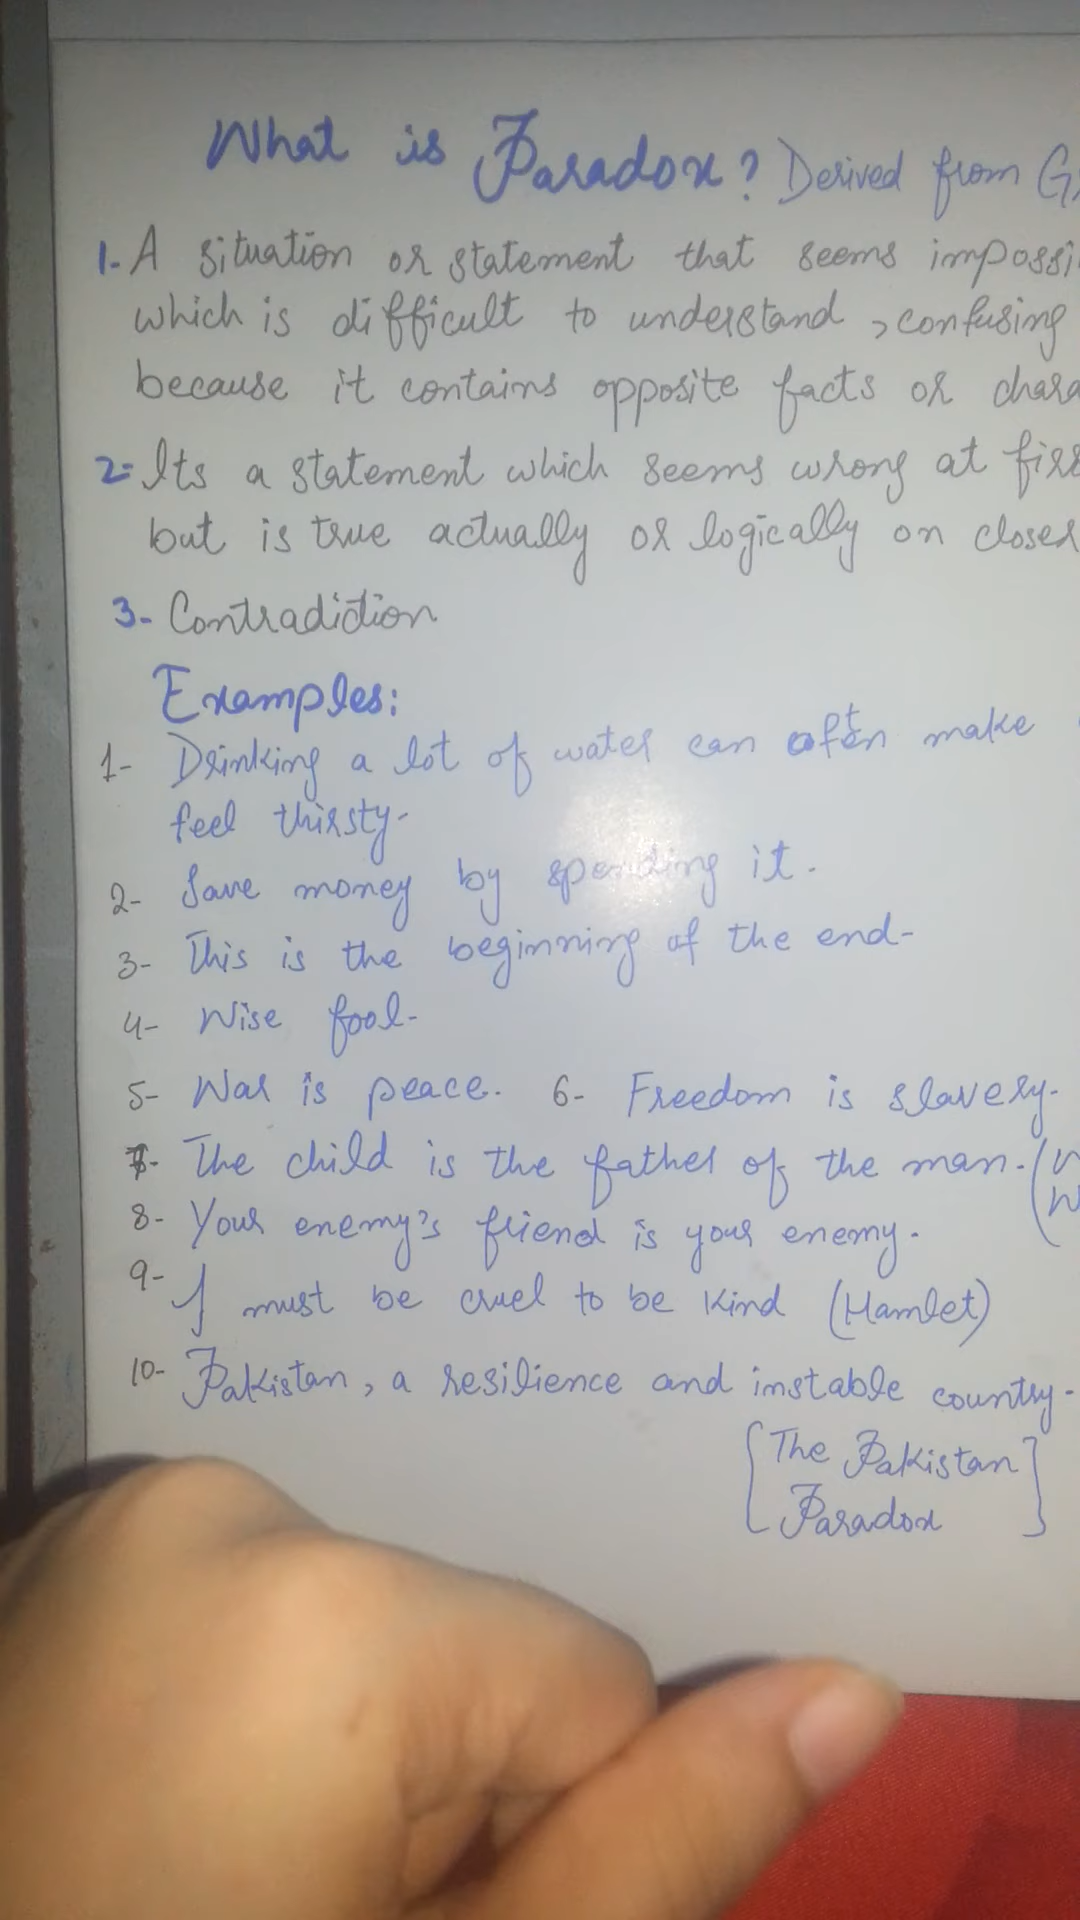 What is Paradox? Derived from
1- A situation or statement that seems
which is difficult to understand, confusing
because it contains opposite facts or
2- Its a statement which seems wrong at
but is true actually or logically on
3- Contradiction
Examples:
1- Drinking a lot of water can often make
feel thirsty-
2- Save money by spending it.
3- This is the beginning of the end-
4- Wise fool-
5- War is peace. 6- Freedom is slavery-
7- The child is the father of the man-
8- Your enemy's friend is your enemy.
9- I must be cruel to be kind (Hamlet)
10- Pakistan, a resilience and instable country-
[The Pakistan
Paradox]